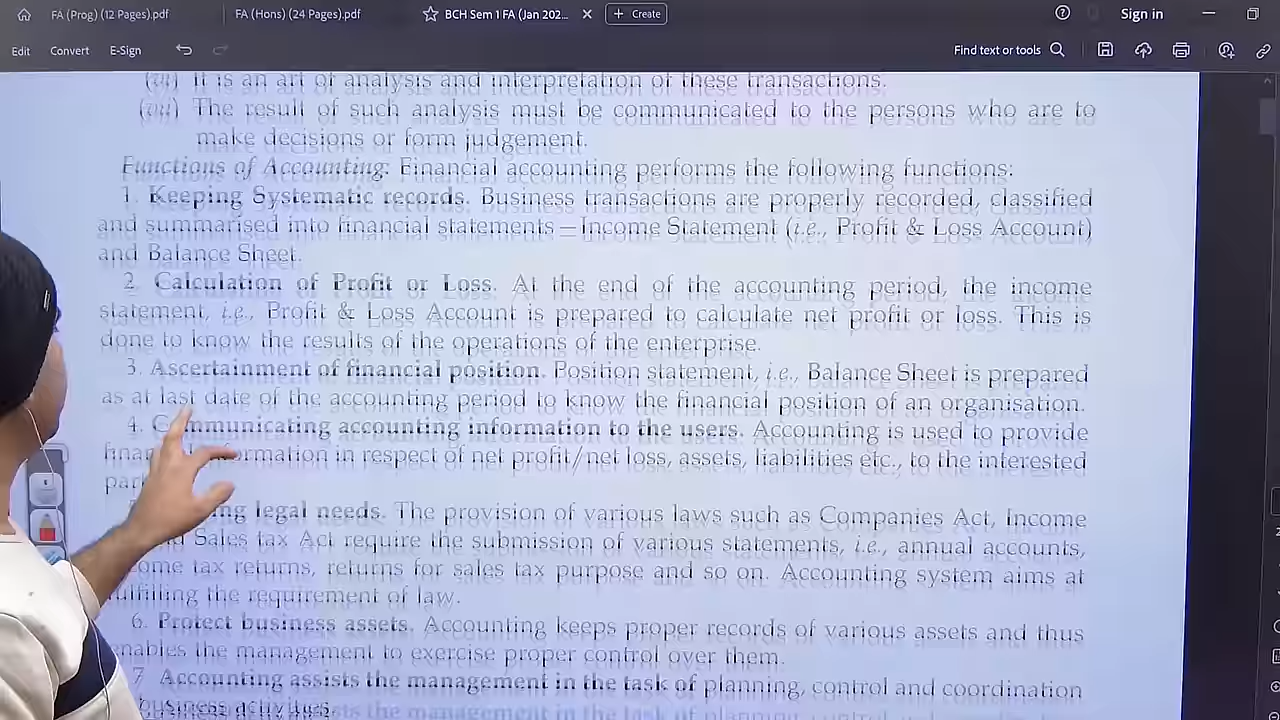 FA (Prog) (12 Pages).pdf
FA (Hons) (24 Pages).pdf
BCH Sem 1 FA (Jan 202...
Create
Sign in
Edit
Convert
E-Sign
Find text or tools
(vi) It is an art of analysis and interpretation of these transactions.
(vii) The result of such analysis must be communicated to the persons who are to
make decisions or form judgement.
Functions of Accounting: Financial accounting performs the following functions:
1. Keeping Systematic records. Business transactions are properly recorded, classified
and summarised into financial statements—Income Statement (i.e., Profit & Loss Account)
and Balance Sheet.
2. Calculation of Profit or Loss. At the end of the accounting period, the income
statement, i.e., Profit & Loss Account is prepared to calculate net profit or loss. This is
done to know the results of the operations of the enterprise.
3. Ascertainment of financial position. Position statement, i.e., Balance Sheet is prepared
as at last date of the accounting period to know the financial position of an organisation.
4. Communicating accounting information to the users. Accounting is used to provide
in respect of net profit/net loss, assets, liabilities etc., to the interested
legal needs. The provision of various laws such as Companies Act, Income
Sales tax Act require the submission of various statements, i.e., annual accounts,
tax returns, returns for sales tax purpose and so on. Accounting system aims at
fulfilling the requirement of law.
6. Protect business assets. Accounting keeps proper records of various assets and thus
enables the management to exercise proper control over them.
7 Accounting assists the management in the task of planning, control and coordination
business activities.